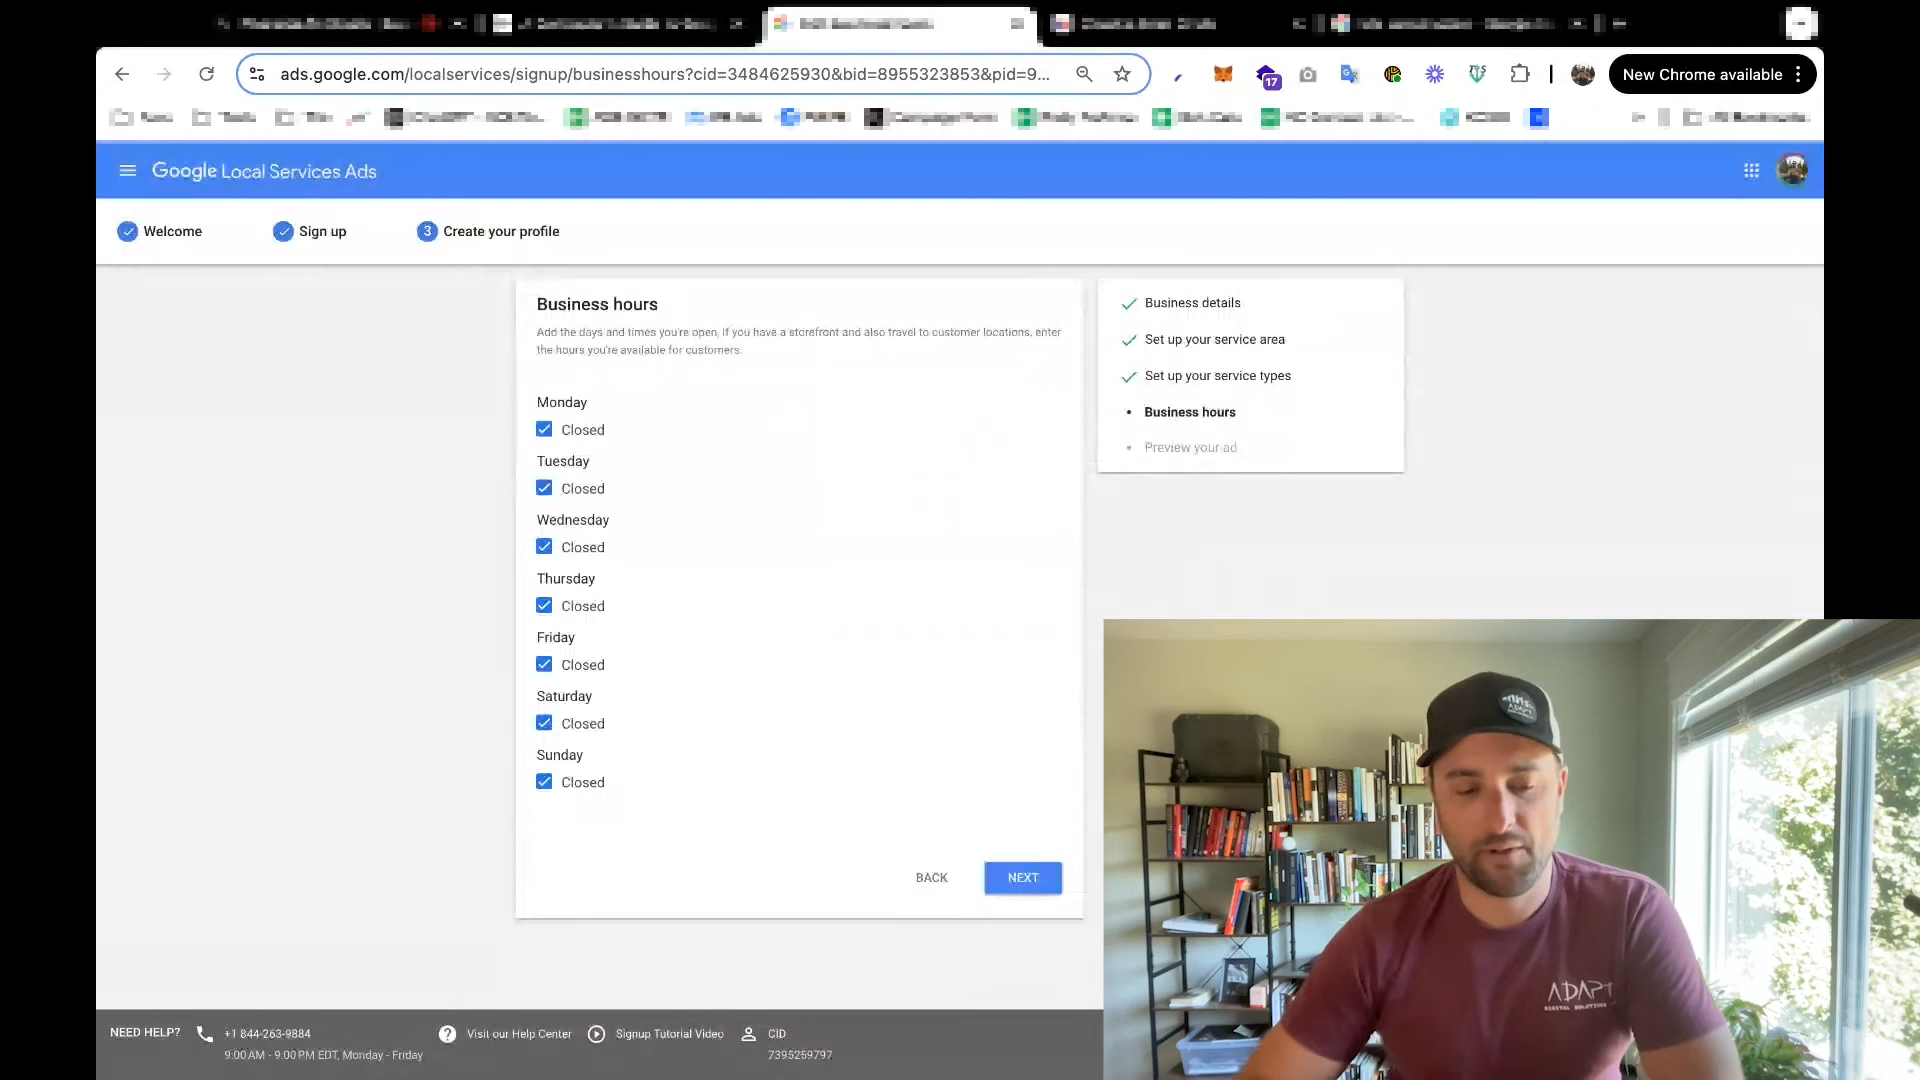 ads.google.com/localservices/signup/businesshours?cid=3484625930&bid=8955323853&pid=9...
17
New Chrome available
Google Local Services Ads
Welcome
Sign up
3 Create your profile
Business hours
Add the days and times you're open, if you have a storefront and also travel to customer locations, enter
the hours you're available for customers.
Monday
Closed
Tuesday
Closed
Wednesday
Closed
Thursday
Closed
Friday
Closed
Saturday
Closed
Sunday
Closed
BACK
NEXT
Business details
Set up your service area
Set up your service types
Business hours
Preview your ad
ADAPT
DIGITAL SOLUTIONS
NEED HELP?
+1 844-263-9884
9:00 AM - 9:00 PM EDT, Monday - Friday
Visit our Help Center
Signup Tutorial Video
CID
7395259797